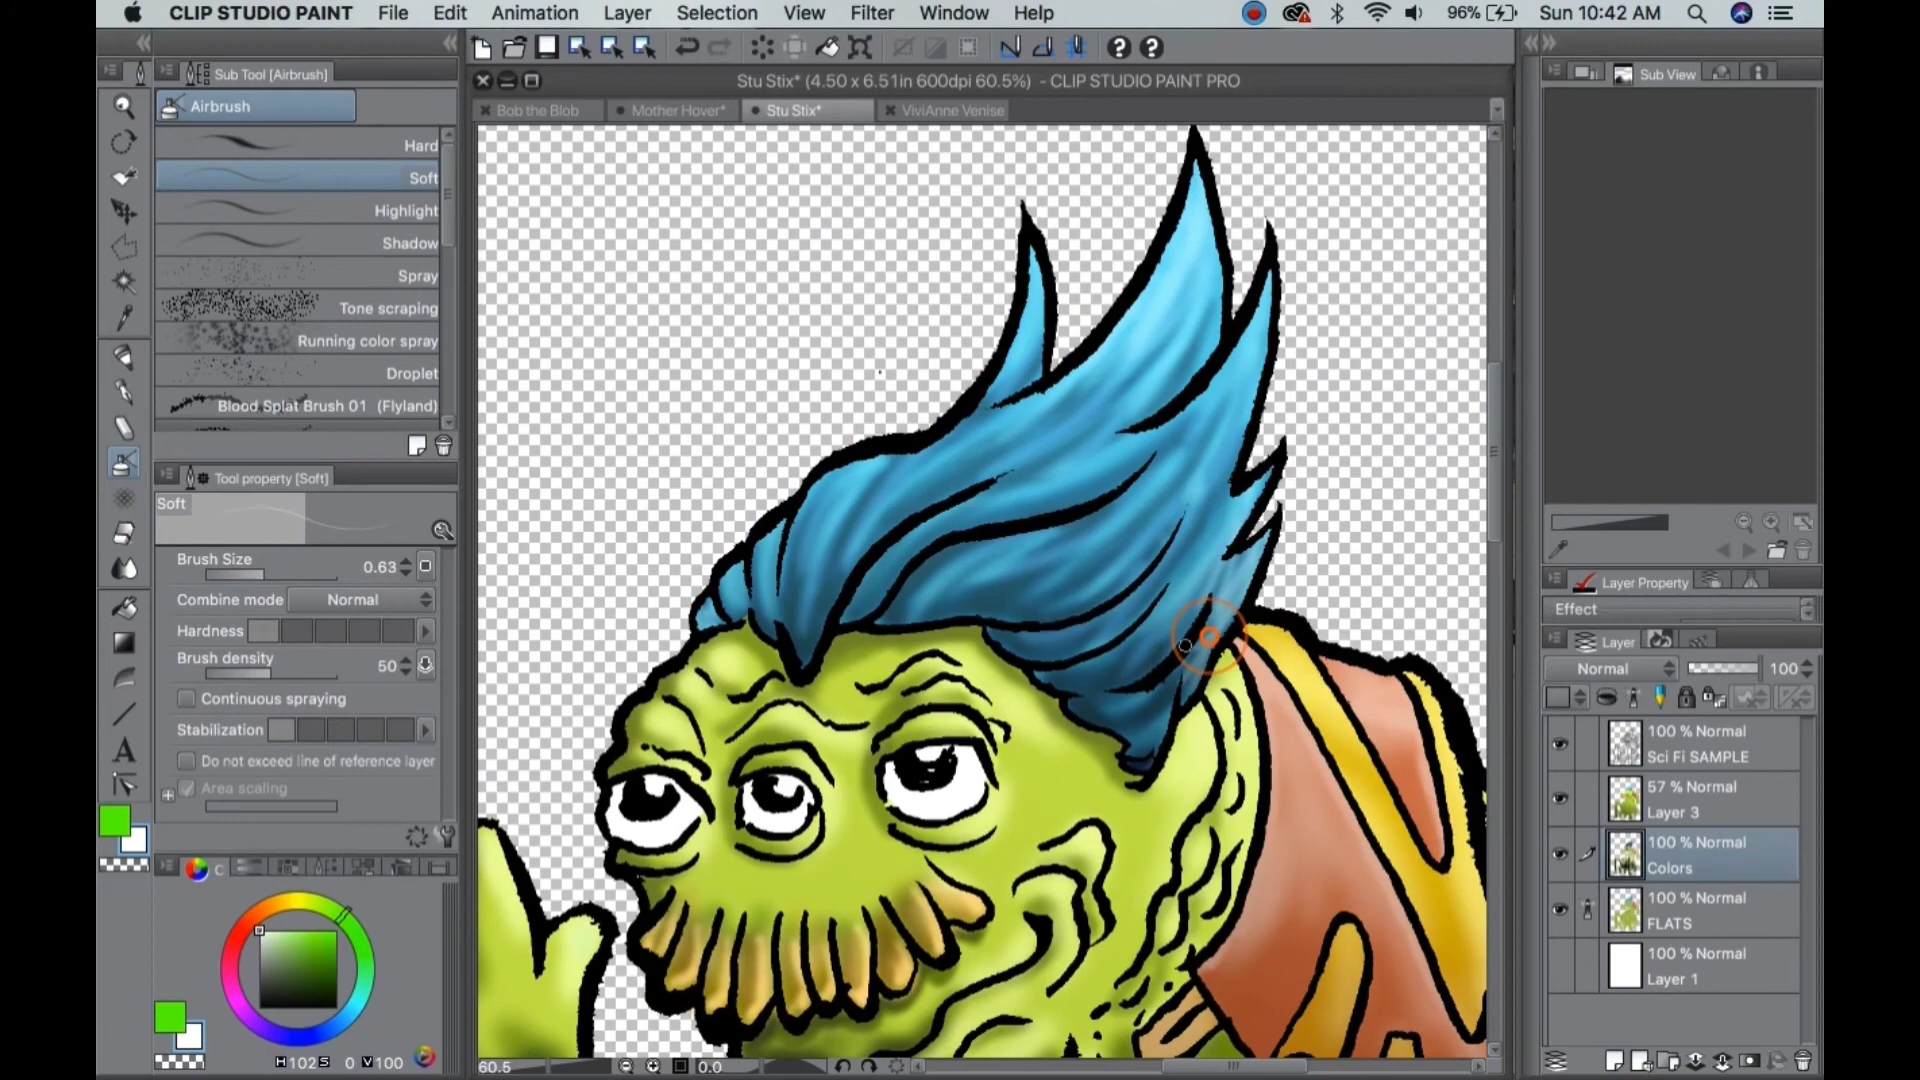 CLIP STUDIO PAINT File Edit Animation Layer Selection View Filter Window Help 96% Sun 10:42 AM
Stu Stix* (4.50 x 6.51in 600dpi 60.5%) - CLIP STUDIO PAINT PRO
Bob the Blob Mother Hover* Stu Stix* ViviAnne Venise
Sub Tool [Airbrush]
Airbrush
Hard
Soft
Highlight
Shadow
Spray
Tone scraping
Running color spray
Droplet
Blood Splat Brush 01 (Flyland)
Tool property [Soft]
Soft
Brush Size 0.63
Combine mode Normal
Hardness
Brush density 50
Continuous spraying
Stabilization
Do not exceed line of reference layer
Area scaling
C
H 102 S 0 V 100
60.5 0.0
Sub View
Layer Property
Effect
Layer
Normal 100
100 % Normal
Sci Fi SAMPLE
57 % Normal
Layer 3
100 % Normal
Colors
100 % Normal
FLATS
100 % Normal
Layer 1